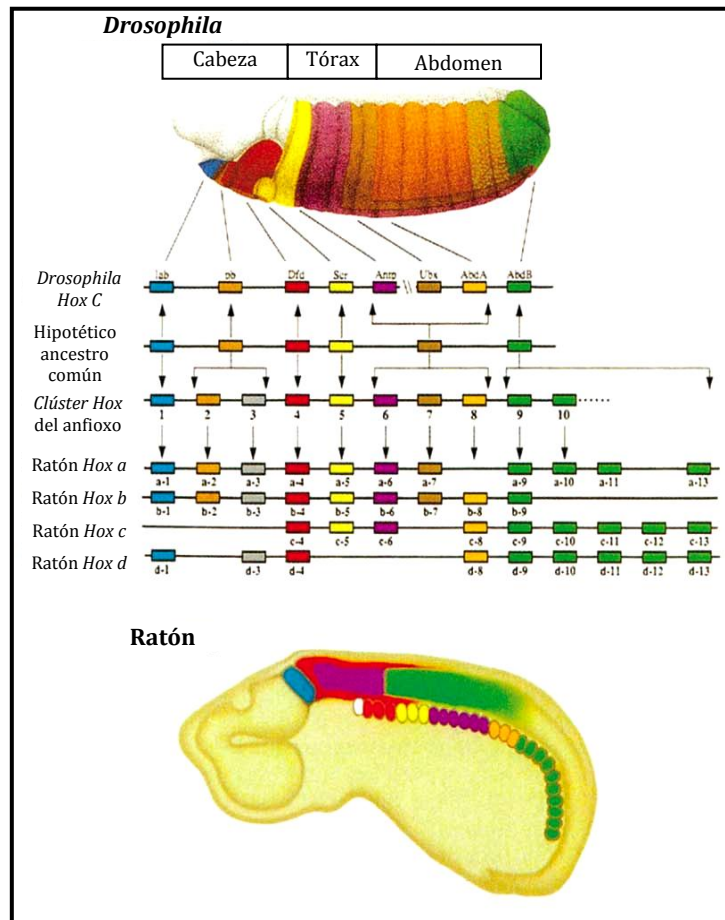 Drosophila
Cabeza Tórax Abdomen
lab pb Dfd Scr Antp Ubx AbdA AbdB
Drosophila
Hox C
Hipotético
ancestro
común
Clúster Hox
del anfioxo
1 2 3 4 5 6 7 8 9 10 ......
Ratón Hox a
a-1 a-2 a-3 a-4 a-5 a-6 a-7 a-9 a-10 a-11 a-13
Ratón Hox b
b-1 b-2 b-3 b-4 b-5 b-6 b-7 b-8 b-9
Ratón Hox c
c-4 c-5 c-6 c-8 c-9 c-10 c-11 c-12 c-13
Ratón Hox d
d-1 d-3 d-4 d-8 d-9 d-10 d-11 d-12 d-13
Ratón